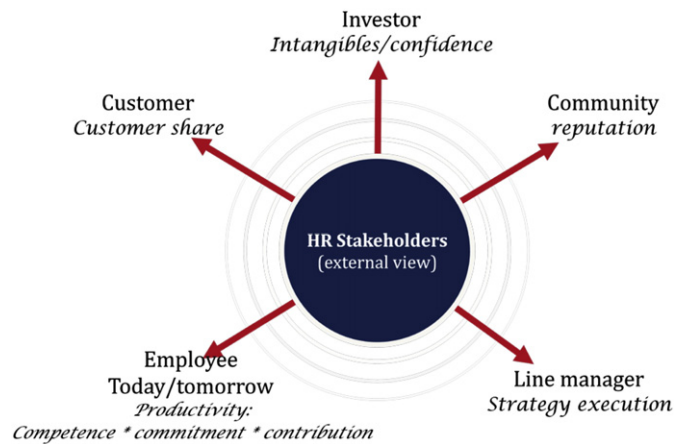 Investor
Intangibles/confidence
Customer
Customer share
Community
reputation
HR Stakeholders
(external view)
Employee
Today/tomorrow
Productivity:
Competence * commitment * contribution
Line manager
Strategy execution